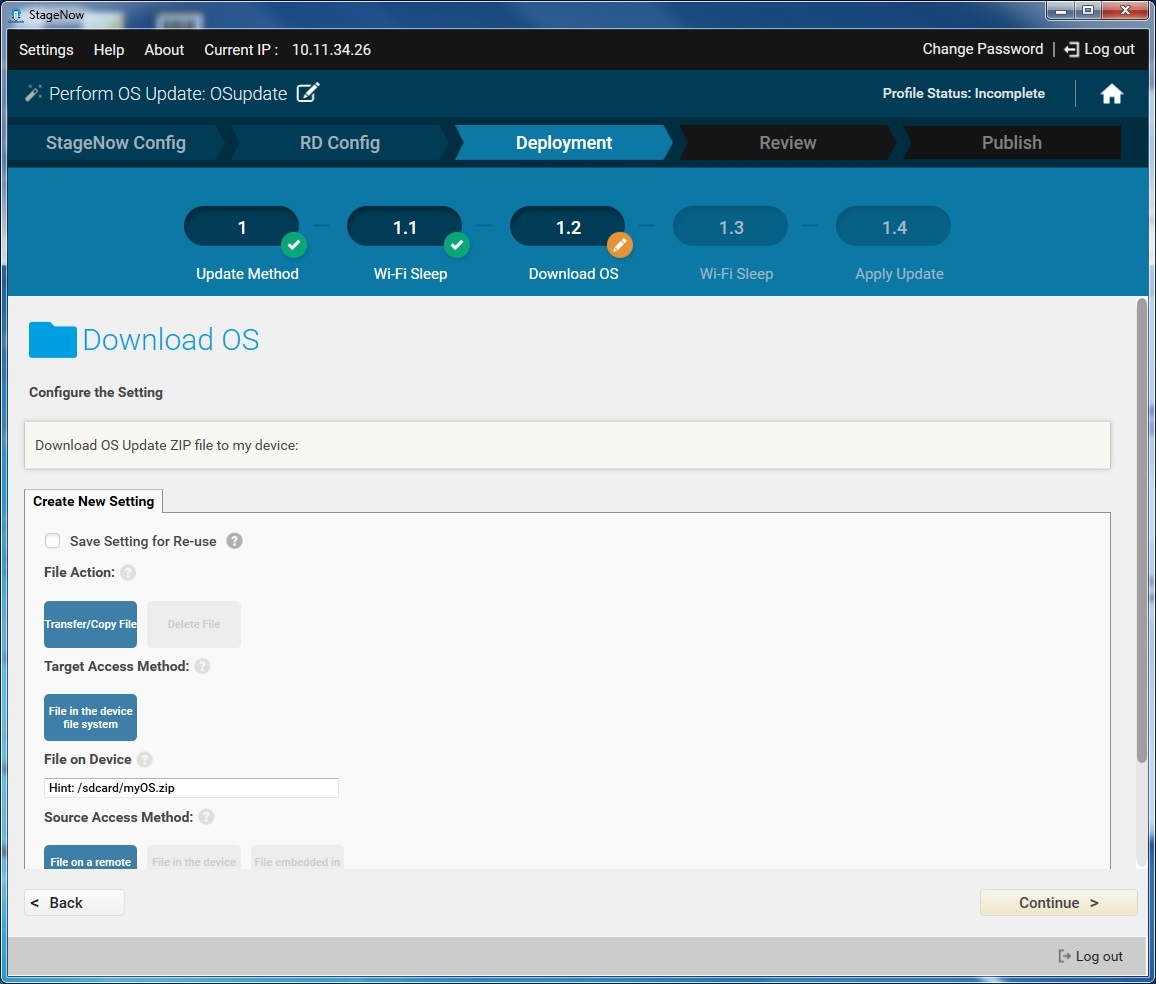 StageNow
Settings Help About Current IP : 10.11.34.26 Change Password | Log out
Perform OS Update: OSupdate Profile Status: Incomplete
StageNow Config RD Config Deployment Review Publish
1 1.1 1.2 1.3 1.4
Update Method Wi-Fi Sleep Download OS Wi-Fi Sleep Apply Update
Download OS
Configure the Setting
Download OS Update ZIP file to my device:
Create New Setting
Save Setting for Re-use ?
File Action: ?
Transfer/Copy File Delete File
Target Access Method: ?
File in the device
file system
File on Device ?
Hint: /sdcard/myOS.zip
Source Access Method: ?
File on a remote File in the device File embedded in
< Back Continue >
Log out